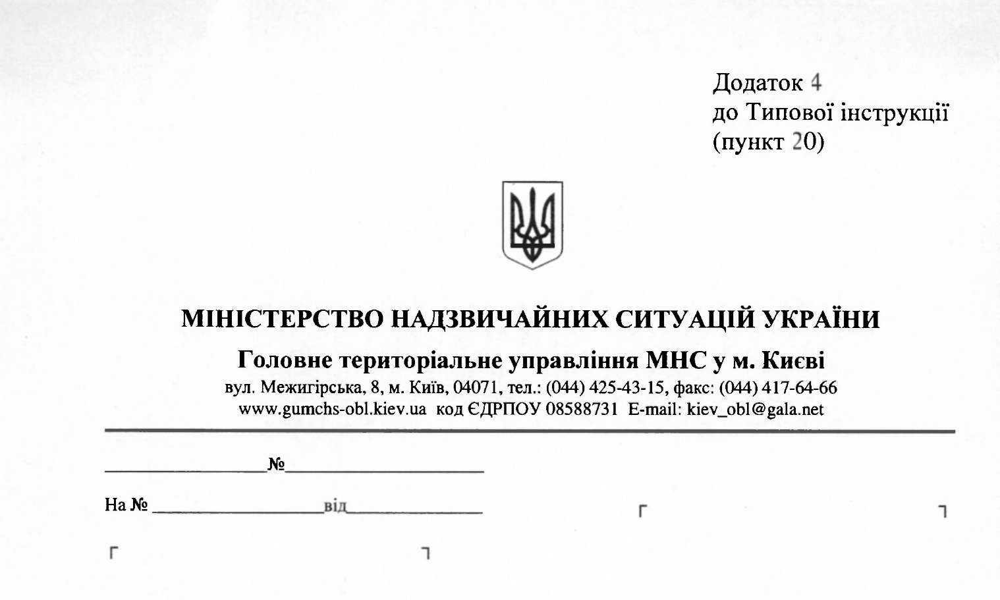 Додаток 4
до Типової інструкції
(пункт 20)
МІНІСТЕРСТВО НАДЗВИЧАЙНИХ СИТУАЦІЙ УКРАЇНИ
Головне територіальне управління МНС у м. Києві
вул. Межигірська, 8, м. Київ, 04071, тел.: (044) 425-43-15, факс: (044) 417-64-66
www.gumchs-obl.kiev.ua код ЄДРПОУ 08588731 E-mail: kiev_obl@gala.net
___________________№_______________________
На № ____________________від________________